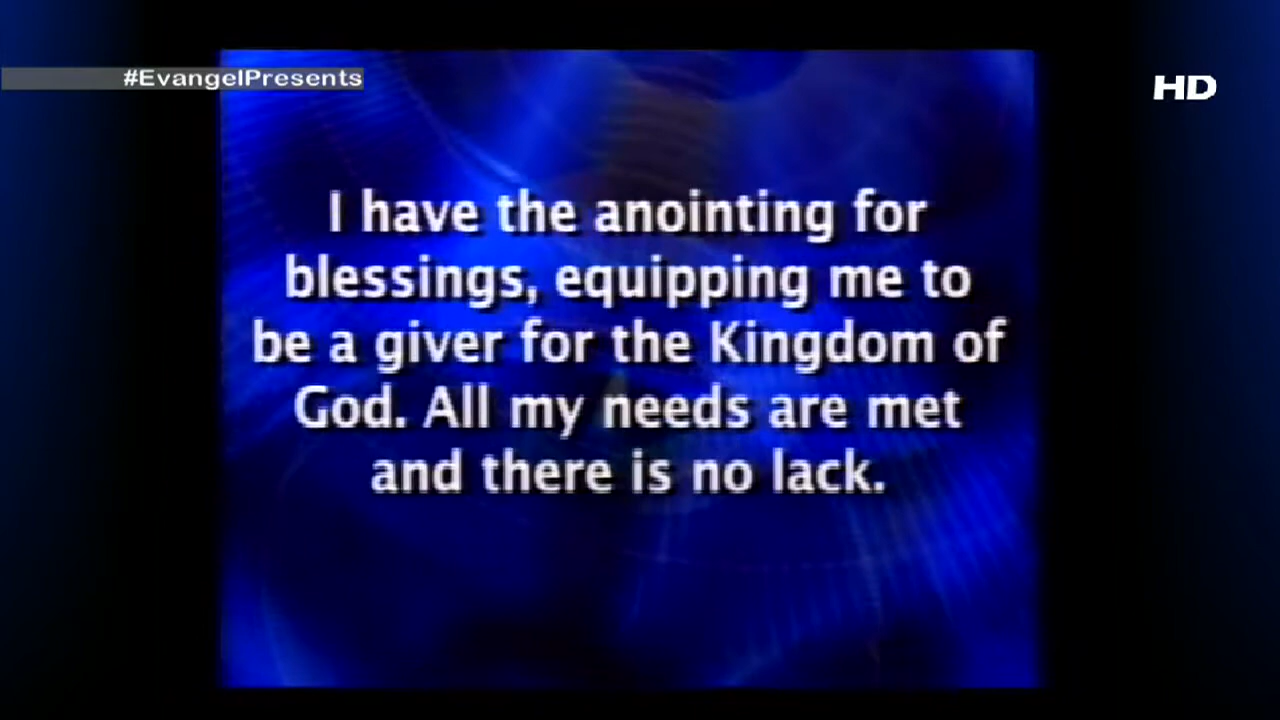 #EvangelPresents
HD
I have the anointing for
blessings, equipping me to
be a giver for the Kingdom of
God. All my needs are met
and there is no lack.